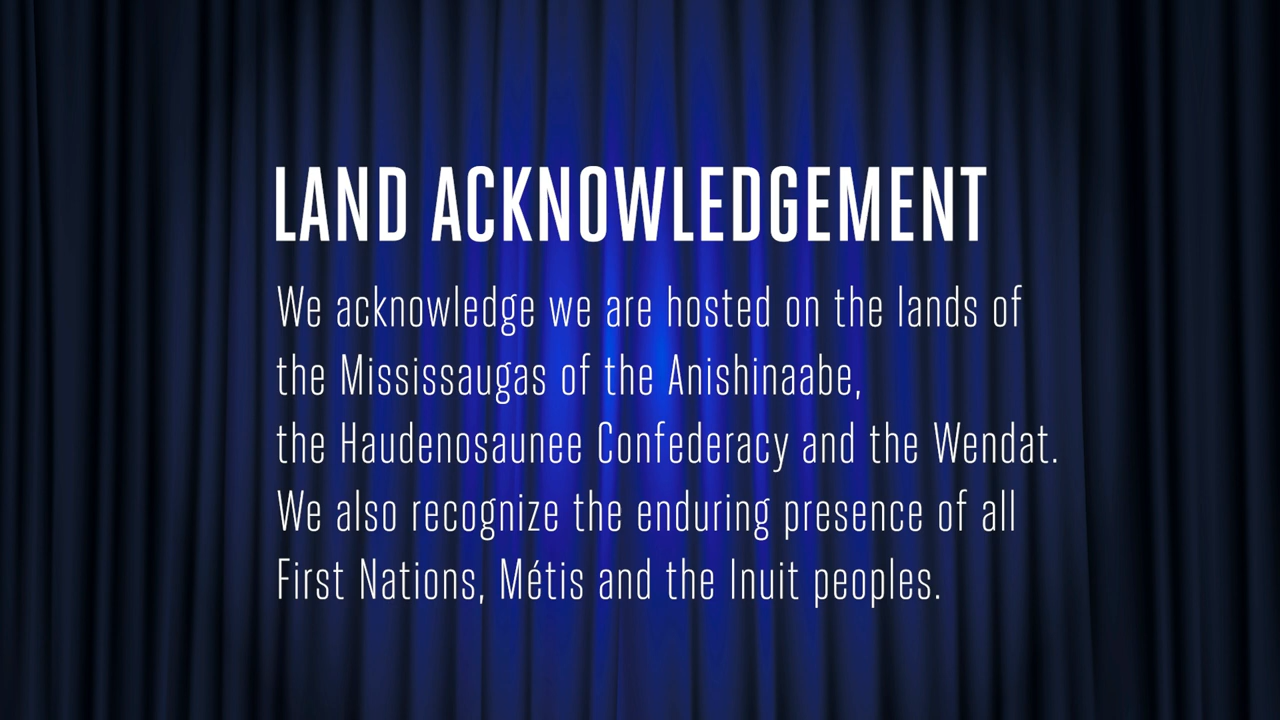 LAND ACKNOWLEDGEMENT
We acknowledge we are hosted on the lands of
the Mississaugas of the Anishinaabe,
the Haudenosaunee Confederacy and the Wendat.
We also recognize the enduring presence of all
First Nations, Métis and the Inuit peoples.